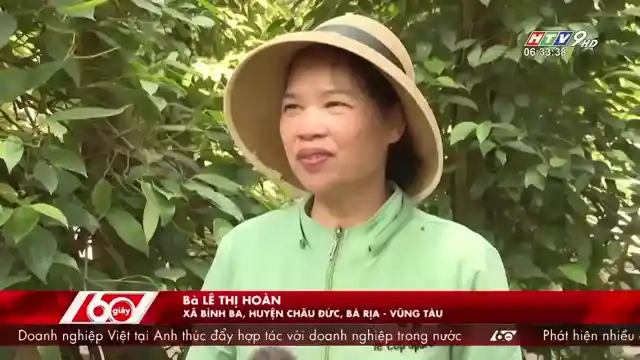 HTV9HD
06:33:38
60 giây
Bà LÊ THỊ HOÀN
XÃ BÌNH BA, HUYỆN CHÂU ĐỨC, BÀ RỊA - VŨNG TÀU
Doanh nghiệp Việt tại Anh thúc đẩy hợp tác với doanh nghiệp trong nước
60
Phát hiện nhiều